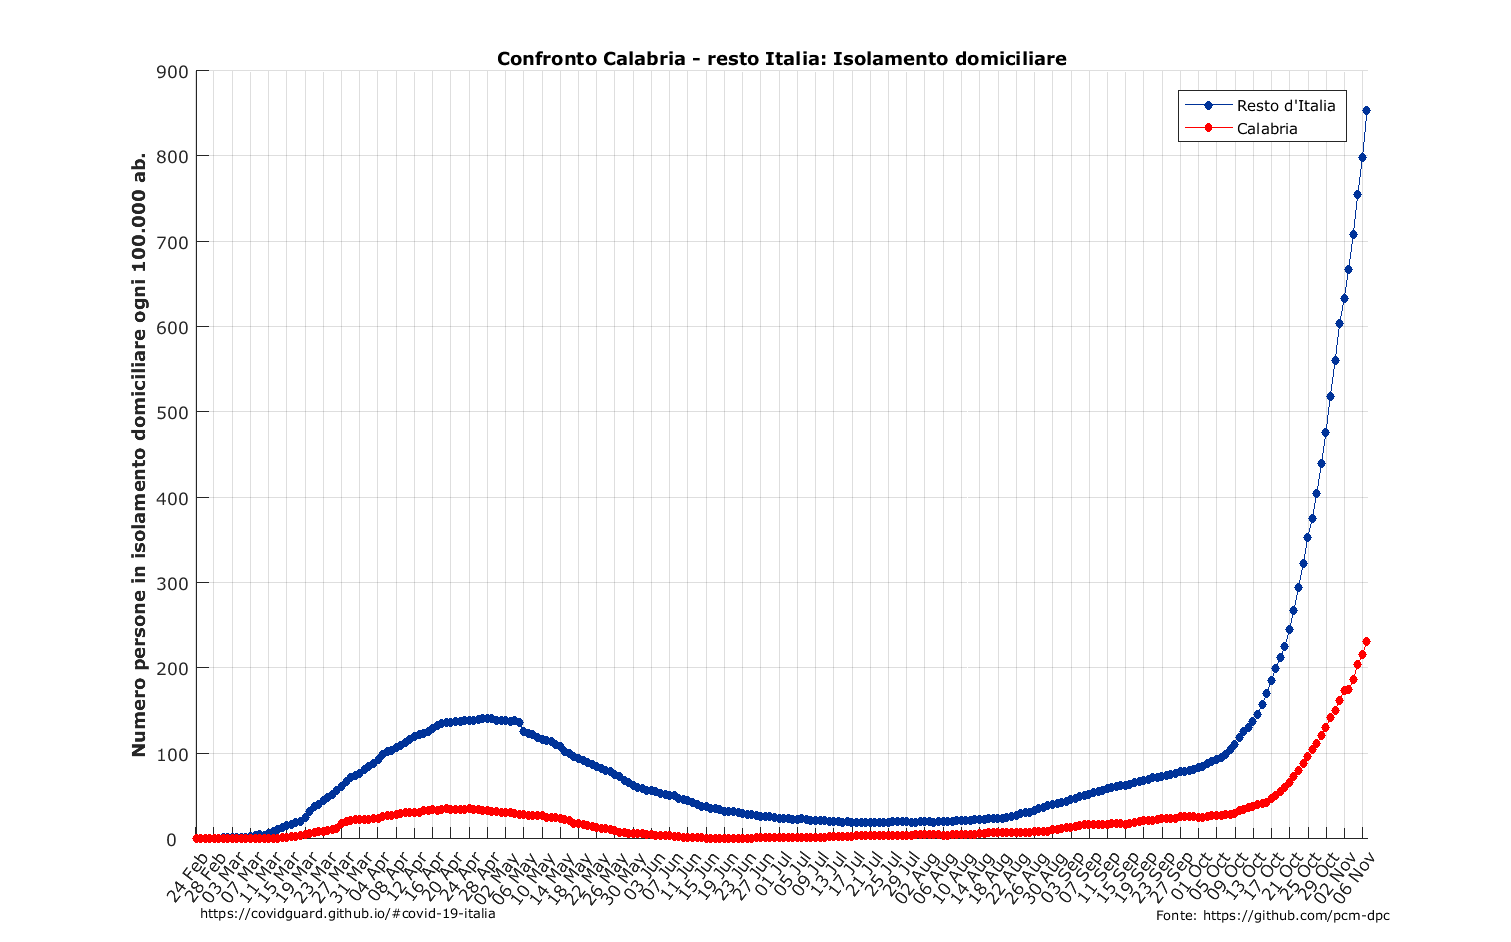 Confronto Calabria - resto Italia: Isolamento domiciliare
Numero persone in isolamento domiciliare ogni 100.000 ab.
900
800
700
600
500
400
300
200
100
0
Resto d'Italia
Calabria
24 Feb
28 Feb
03 Mar
07 Mar
11 Mar
15 Mar
19 Mar
23 Mar
27 Mar
31 Mar
04 Apr
08 Apr
12 Apr
16 Apr
20 Apr
24 Apr
28 Apr
02 May
06 May
10 May
14 May
18 May
22 May
26 May
30 May
03 Jun
07 Jun
11 Jun
15 Jun
19 Jun
23 Jun
27 Jun
01 Jul
05 Jul
09 Jul
13 Jul
17 Jul
21 Jul
25 Jul
29 Jul
02 Aug
06 Aug
10 Aug
14 Aug
18 Aug
22 Aug
26 Aug
30 Aug
03 Sep
07 Sep
11 Sep
15 Sep
19 Sep
23 Sep
27 Sep
01 Oct
05 Oct
09 Oct
13 Oct
17 Oct
21 Oct
25 Oct
29 Oct
02 Nov
06 Nov
https://covidguard.github.io/#covid-19-italia
Fonte: https://github.com/pcm-dpc